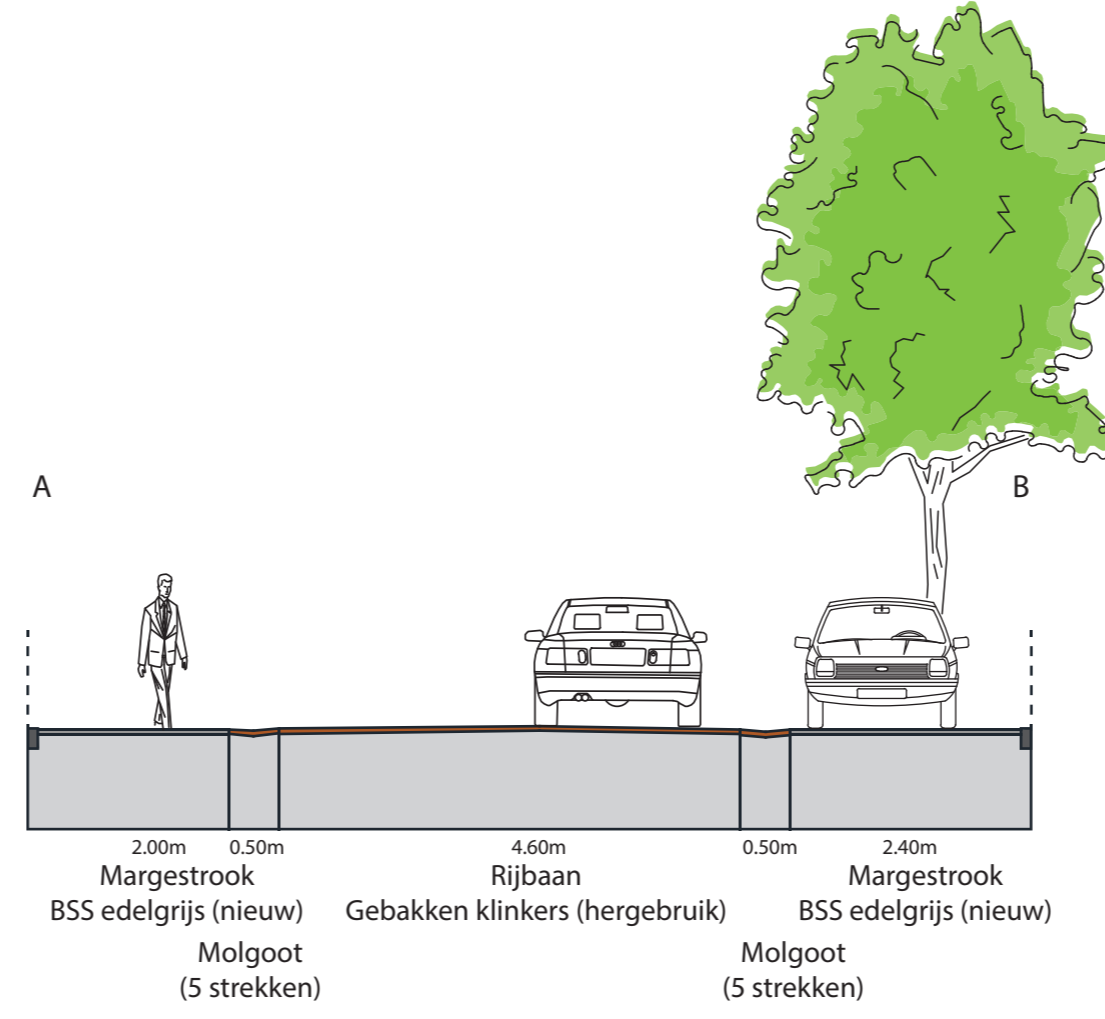 A
B
2.00m 0.50m 4.60m 0.50m 2.40m
Margestrook Rijbaan Margestrook
BSS edelgrijs (nieuw) Gebakken klinkers (hergebruik) BSS edelgrijs (nieuw)
Molgoot Molgoot
(5 strekken) (5 strekken)